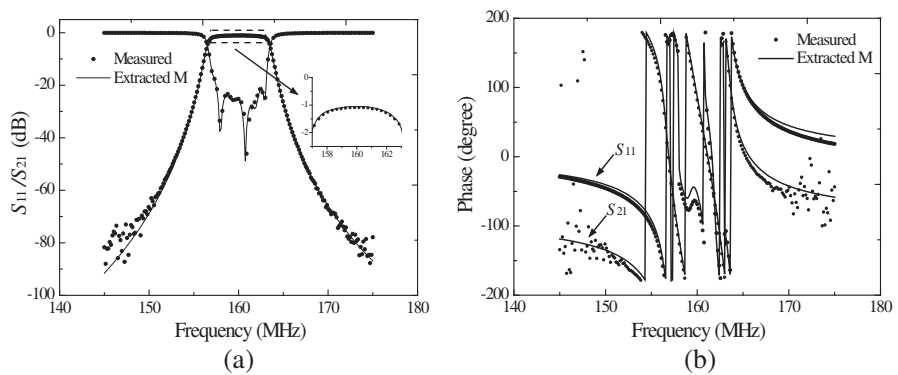 0
-20
-40
-60
-80
-100
140
150
160
170
180
S11/S21 (dB)
Frequency (MHz)
Measured
Extracted M
0
-1
-2
158
160
162
(a)
200
100
0
-100
-200
140
150
160
170
180
Phase (degree)
Frequency (MHz)
Measured
Extracted M
S11
S21
(b)